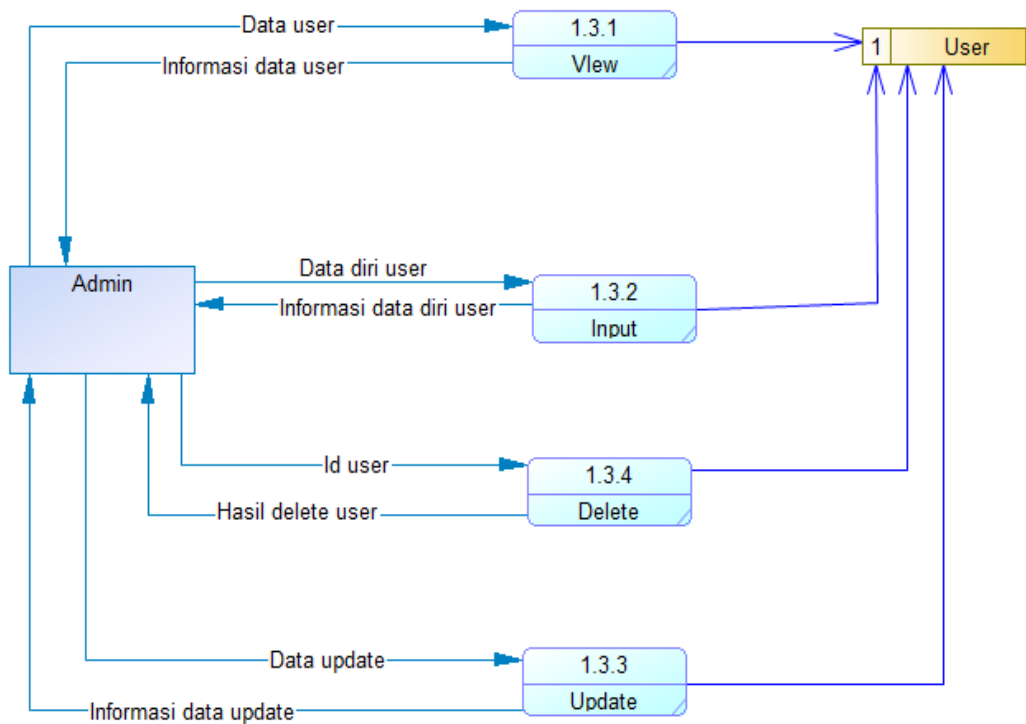 Data user
1.3.1
VIew
1
User
Informasi data user
Admin
Data diri user
1.3.2
Informasi data diri user
Input
Id user
1.3.4
Hasil delete user
Delete
Data update
1.3.3
Informasi data update
Update